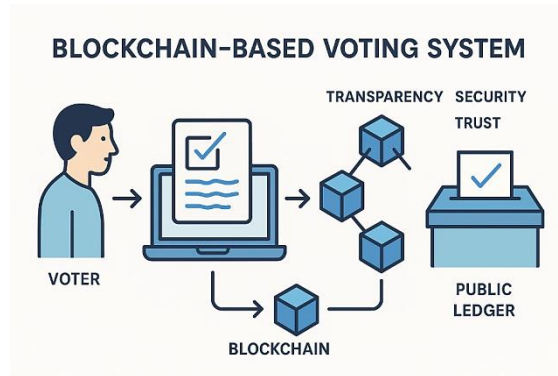 BLOCKCHAIN-BASED VOTING SYSTEM
TRANSPARENCY SECURITY
TRUST
VOTER
PUBLIC
LEDGER
BLOCKCHAIN